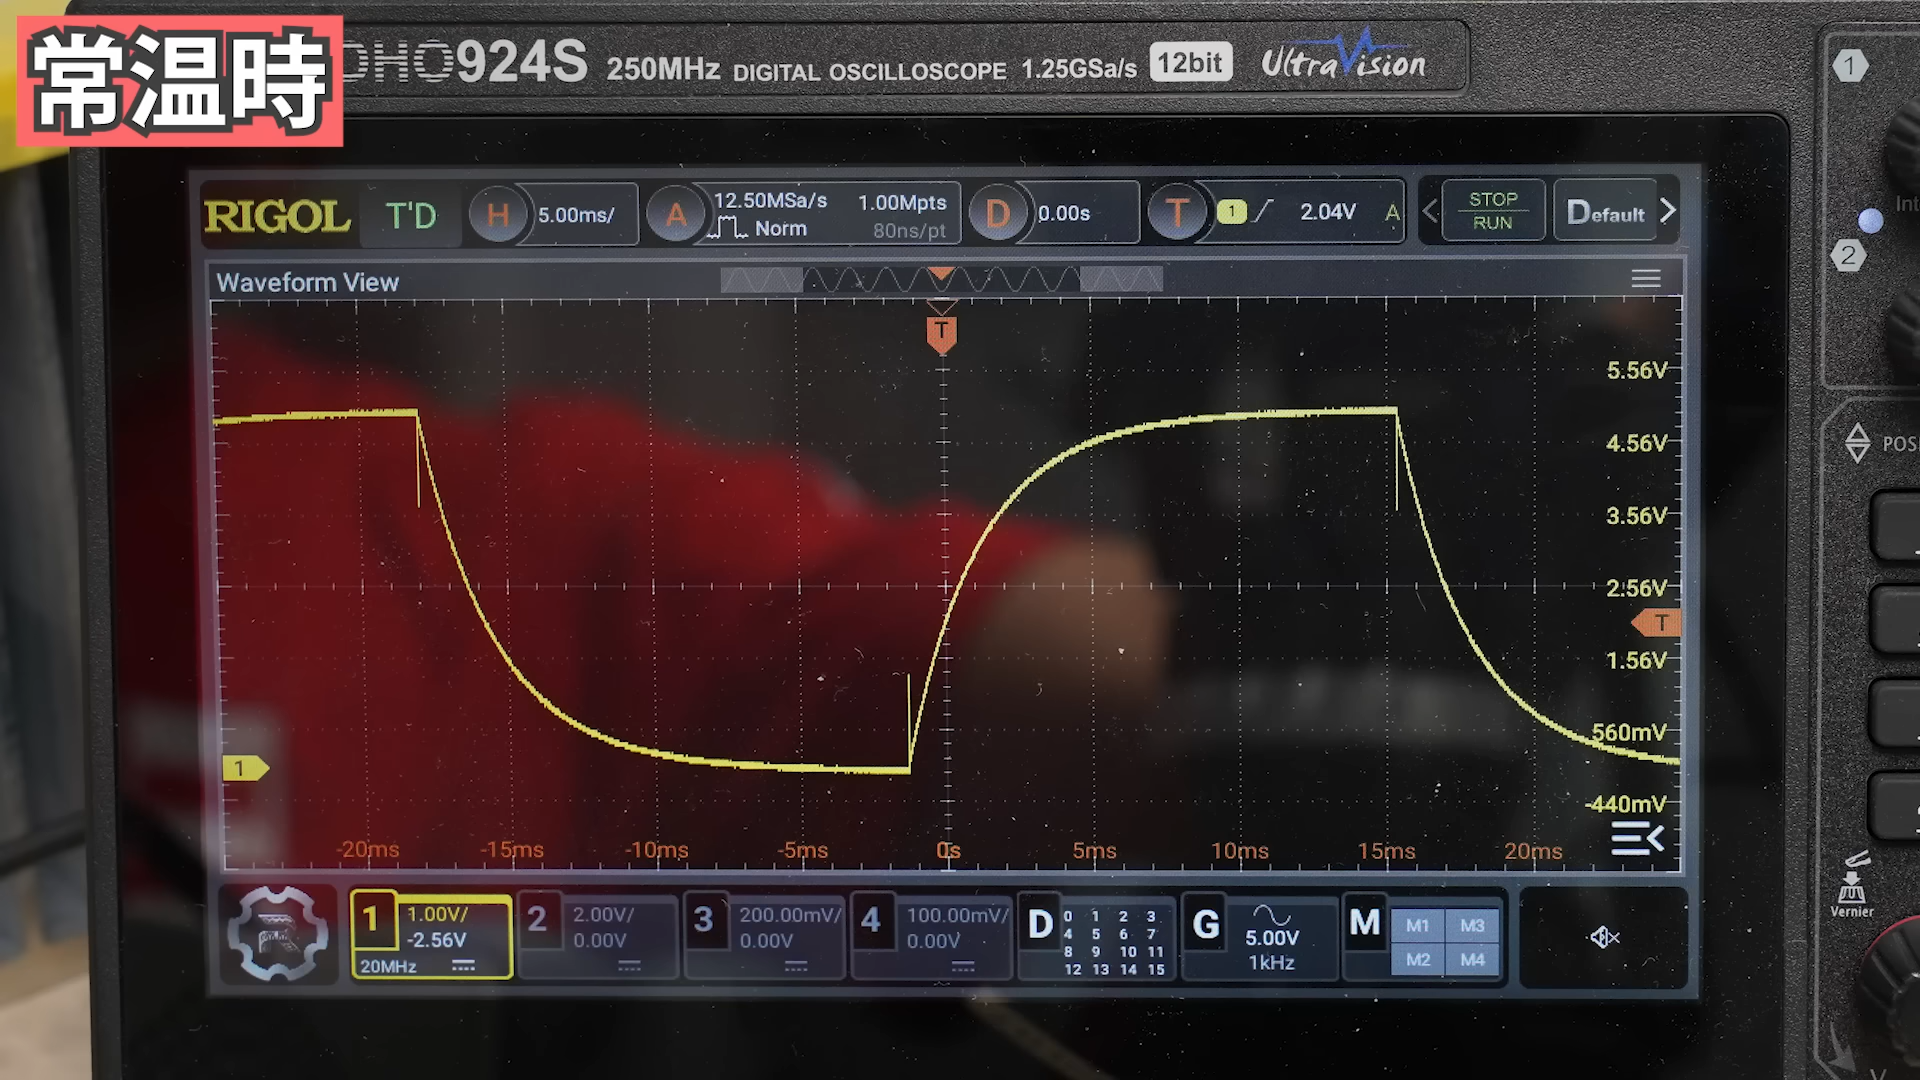 常温時
DHO924S 250MHz DIGITAL OSCILLOSCOPE 1.25GSa/s 12bit UltraVision
1
Int
2
RIGOL T'D H 5.00ms/ A 12.50MSa/s 1.00Mpts D 0.00s T 1 2.04V A STOP Default
Norm 80ns/pt RUN
Waveform View
T
5.56V
4.56V
POS
3.56V
2.56V
T
1.56V
560mV
1
-440mV
-20ms -15ms -10ms -5ms 0s 5ms 10ms 15ms 20ms
1 1.00V/ 2 2.00V/ 3 200.00mV/ 4 100.00mV/ D 0 1 2 3 G M M1 M3
-2.56V 0.00V 0.00V 0.00V 4 5 6 7 5.00V
20MHz 8 9 10 11 1kHz M2 M4
12 13 14 15
Vernier